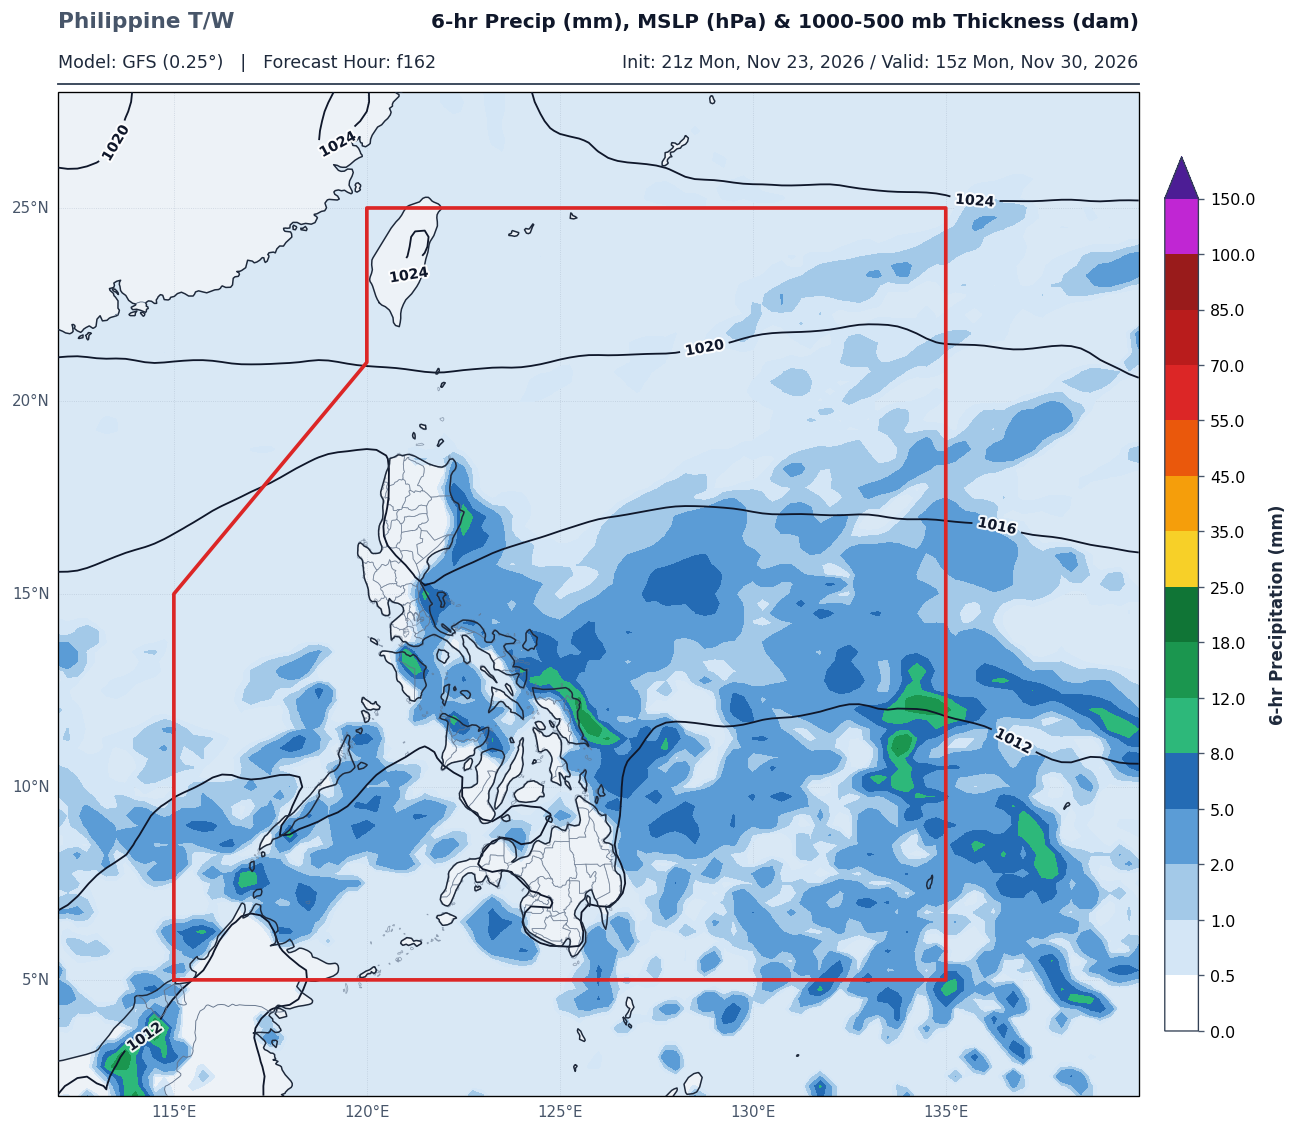 Philippine T/W
6-hr Precip (mm), MSLP (hPa) & 1000-500 mb Thickness (dam)
Model: GFS (0.25°) | Forecast Hour: f162
Init: 21z Mon, Nov 23, 2026 / Valid: 15z Mon, Nov 30, 2026
1020
1024
1024
1024
1020
1016
1012
1012
25°N
20°N
15°N
10°N
5°N
115°E
120°E
125°E
130°E
135°E
150.0
100.0
85.0
70.0
55.0
45.0
35.0
25.0
18.0
12.0
8.0
5.0
2.0
1.0
0.5
0.0
6-hr Precipitation (mm)